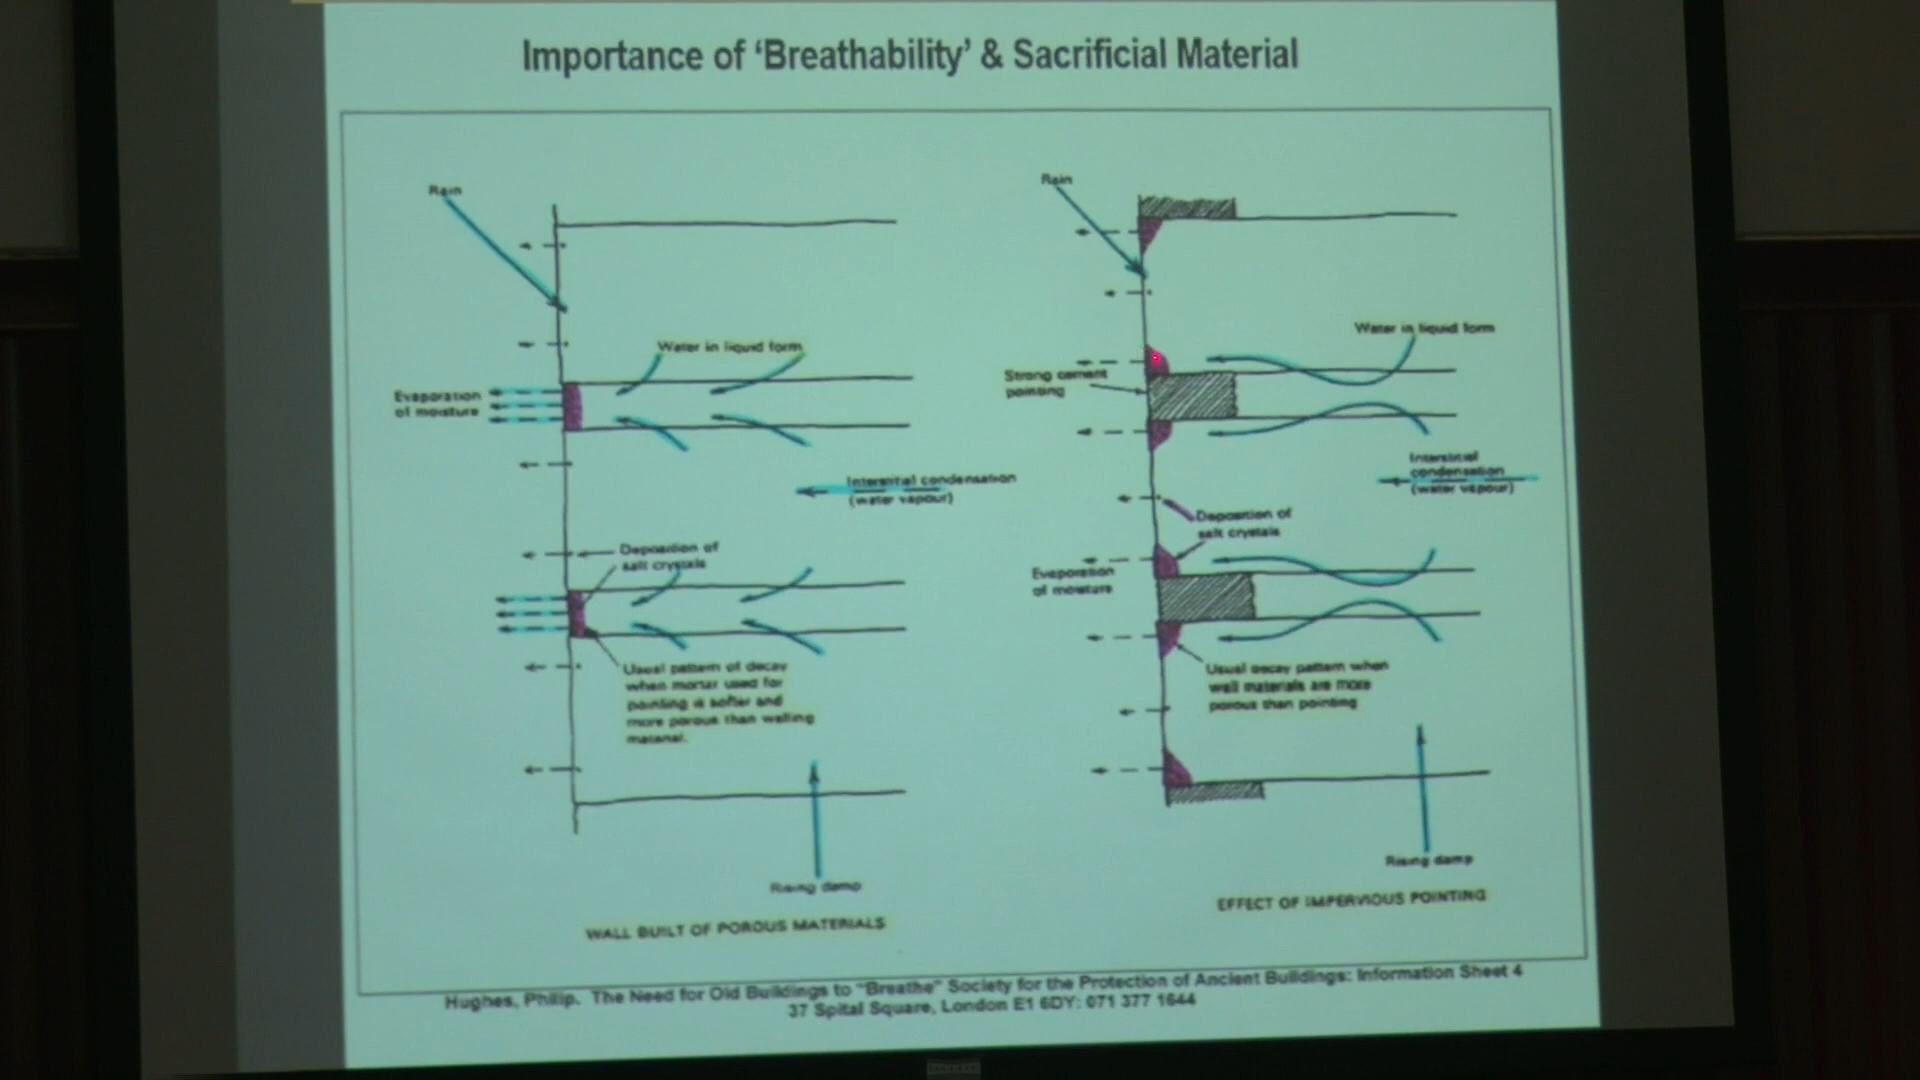 Importance of ‘Breathability’ & Sacrificial Material
Rain
Water in liquid form
Evaporation
of moisture
Interstitial condensation
(water vapour)
Deposition of
salt crystals
Usual pattern of decay
when mortar used for
pointing is softer and
more porous than walling
material.
Rising damp
WALL BUILT OF POROUS MATERIALS
Rain
Water in liquid form
Strong cement
pointing
Interstitial
condensation
(water vapour)
Deposition of
salt crystals
Evaporation
of moisture
Usual decay pattern when
wall materials are more
porous than pointing
Rising damp
EFFECT OF IMPERVIOUS POINTING
Hughes, Philip. The Need for Old Buildings to "Breathe" Society for the Protection of Ancient Buildings: Information Sheet 4
37 Spital Square, London E1 6DY: 071 377 1644